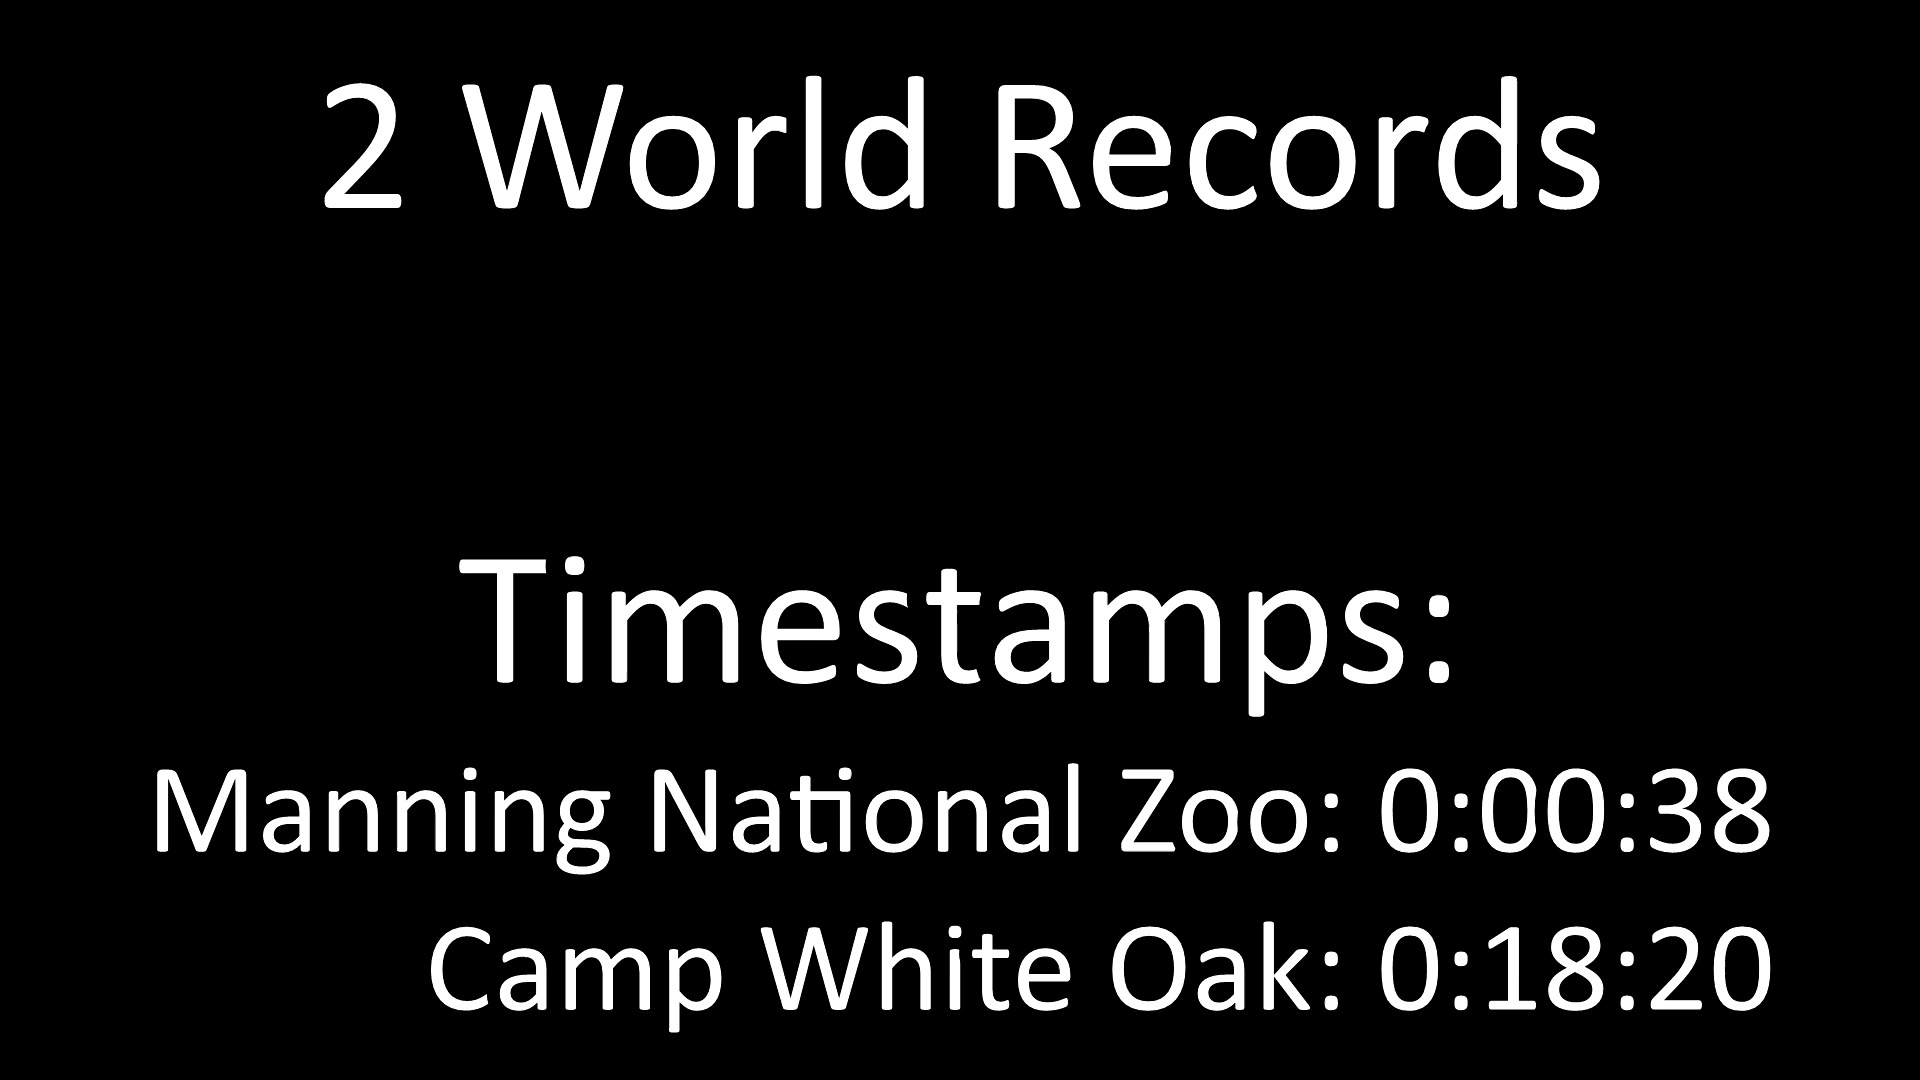 2 World Records
Timestamps:
Manning National Zoo: 0:00:38
Camp White Oak: 0:18:20